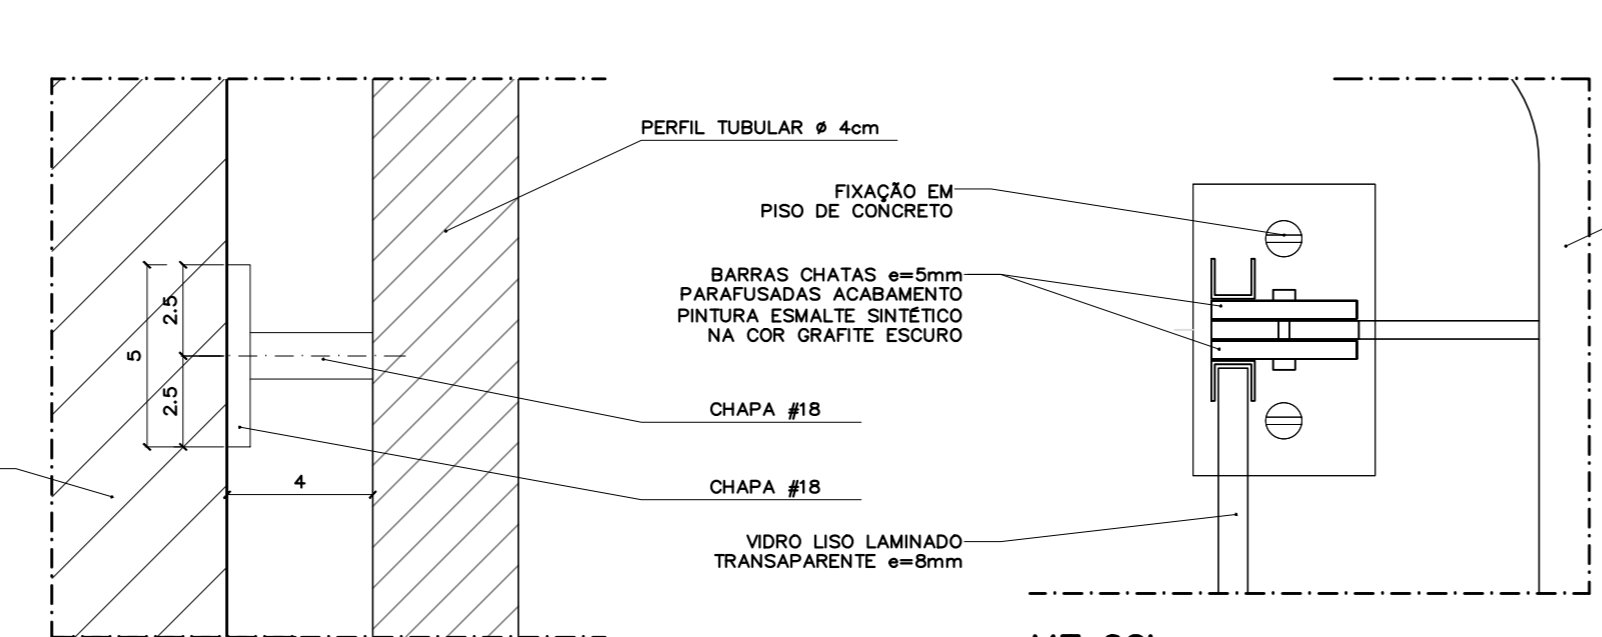 PERFIL TUBULAR ø 4cm
FIXAÇÃO EM
PISO DE CONCRETO
BARRAS CHATAS e=5mm
PARAFUSADAS ACABAMENTO
PINTURA ESMALTE SINTÉTICO
NA COR GRAFITE ESCURO
2.5
5
2.5
CHAPA #18
4
CHAPA #18
VIDRO LISO LAMINADO
TRANSAPARENTE e=8mm